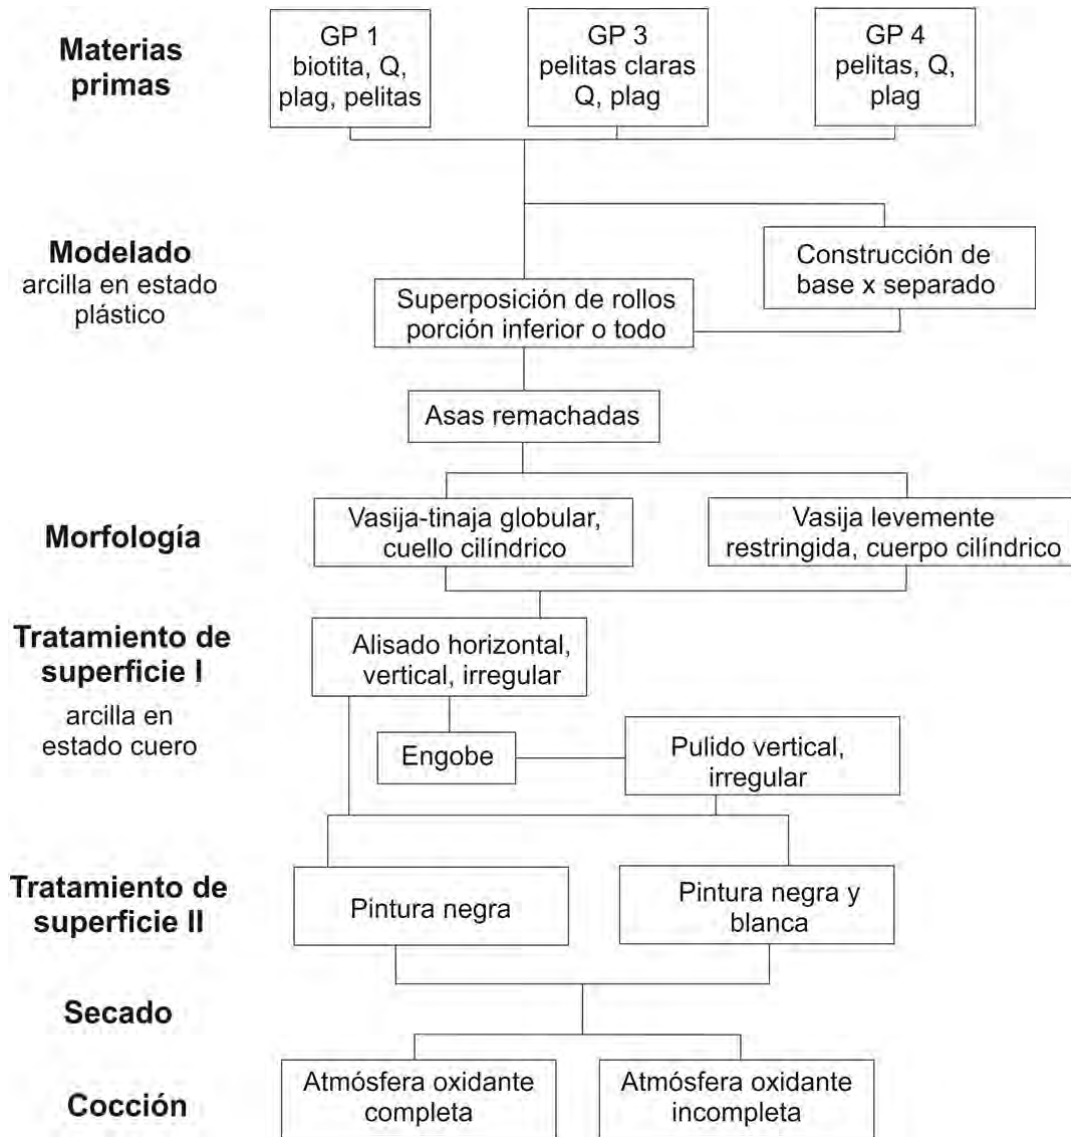 Materias
primas
GP 1
biotita, Q,
plag, pelitas
GP 3
pelitas claras
Q, plag
GP 4
pelitas, Q,
plag
Modelado
arcilla en estado
plástico
Construcción de
base x separado
Superposición de rollos
porción inferior o todo
Asas remachadas
Morfología
Vasija-tinaja globular,
cuello cilíndrico
Vasija levemente
restringida, cuerpo cilíndrico
Tratamiento de
superficie I
arcilla en
estado cuero
Alisado horizontal,
vertical, irregular
Engobe
Pulido vertical,
irregular
Tratamiento de
superficie II
Pintura negra
Pintura negra y
blanca
Secado
Cocción
Atmósfera oxidante
completa
Atmósfera oxidante
incompleta